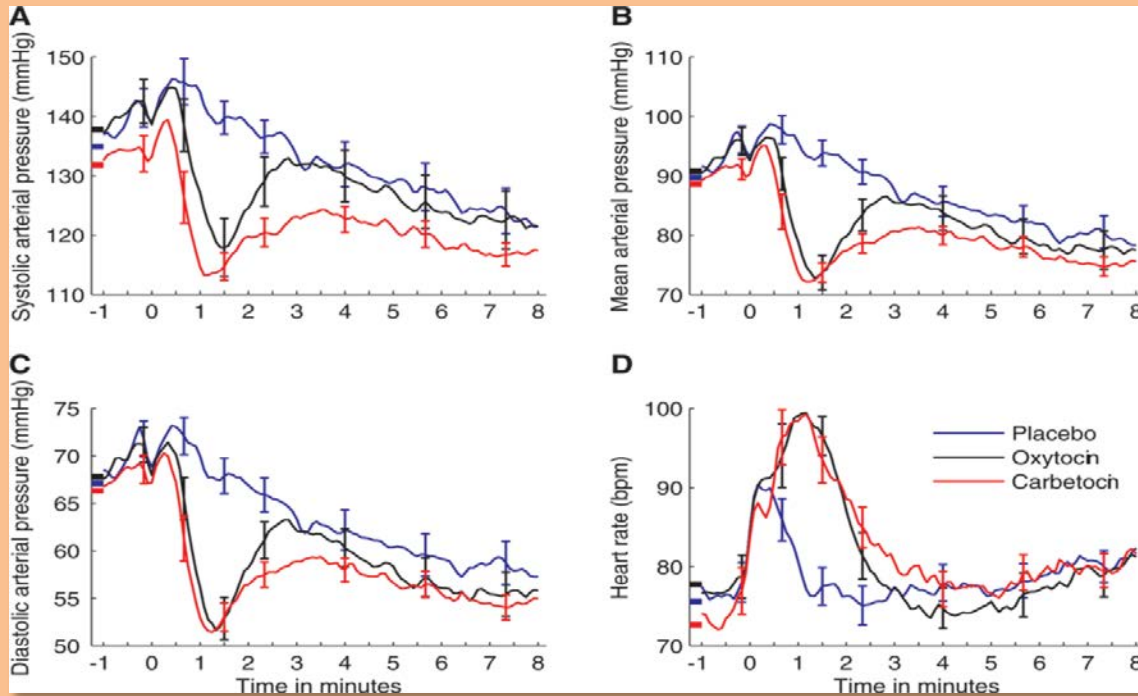 A
Systolic arterial pressure (mmHg)
150
140
130
120
110
-1 0 1 2 3 4 5 6 7 8
B
Mean arterial pressure (mmHg)
110
100
90
80
70
-1 0 1 2 3 4 5 6 7 8
C
Diastolic arterial pressure (mmHg)
75
70
65
60
55
50
-1 0 1 2 3 4 5 6 7 8
Time in minutes
D
Heart rate (bpm)
100
90
80
70
Placebo
Oxytocin
Carbetocin
-1 0 1 2 3 4 5 6 7 8
Time in minutes